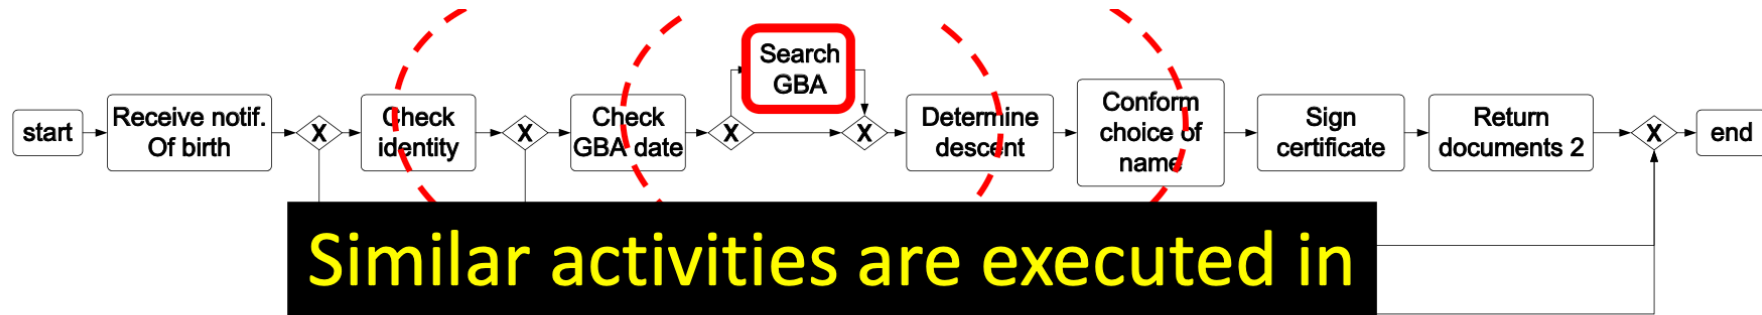 start
Receive notif.
Of birth
X
Check
identity
X
Check
GBA date
X
Search
GBA
X
Determine
descent
Conform
choice of
name
Sign
certificate
Return
documents 2
X
end
Similar activities are executed in